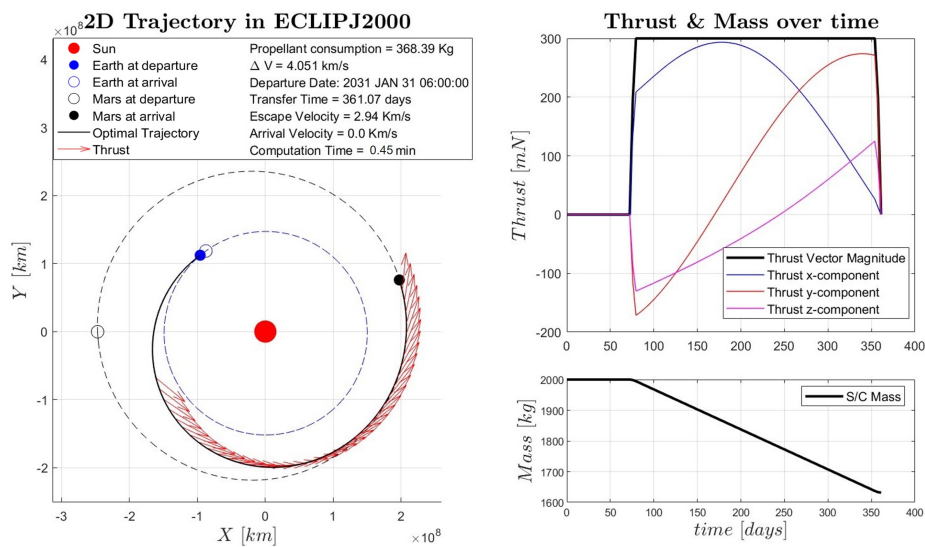 2D Trajectory in ECLIPJ2000
×10⁸
Sun
Earth at departure
Earth at arrival
Mars at departure
Mars at arrival
Optimal Trajectory
Thrust
Propellant consumption = 368.39 Kg
Δ V = 4.051 km/s
Departure Date: 2031 JAN 31 06:00:00
Transfer Time = 361.07 days
Escape Velocity = 2.94 Km/s
Arrival Velocity = 0.0 Km/s
Computation Time = 0.45 min
4
3
2
1
0
-1
-2
Y [km]
-3 -2 -1 0 1 2
×10⁸
X [km]
Thrust & Mass over time
300
200
100
0
-100
-200
Thrust [mN]
Thrust Vector Magnitude
Thrust x-component
Thrust y-component
Thrust z-component
0 50 100 150 200 250 300 350 400
2000
1900
1800
1700
1600
Mass [kg]
S/C Mass
0 50 100 150 200 250 300 350 400
time [days]